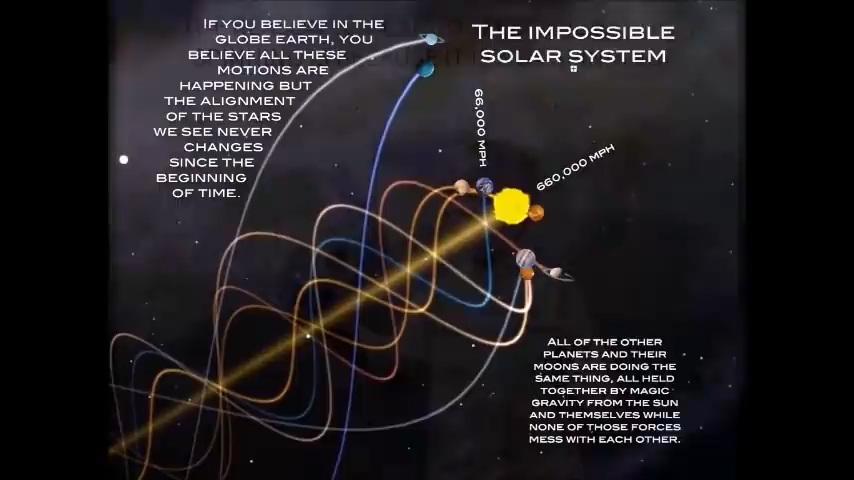 IF YOU BELIEVE IN THE
GLOBE EARTH, YOU
BELIEVE ALL THESE
MOTIONS ARE
HAPPENING BUT
THE ALIGNMENT
OF THE STARS
WE SEE NEVER
CHANGES
SINCE THE
BEGINNING
OF TIME.
THE IMPOSSIBLE
SOLAR SYSTEM
66,000 MPH
660,000 MPH
ALL OF THE OTHER
PLANETS AND THEIR
MOONS ARE DOING THE
SAME THING, ALL HELD
TOGETHER BY MAGIC
GRAVITY FROM THE SUN
AND THEMSELVES WHILE
NONE OF THOSE FORCES
MESS WITH EACH OTHER.